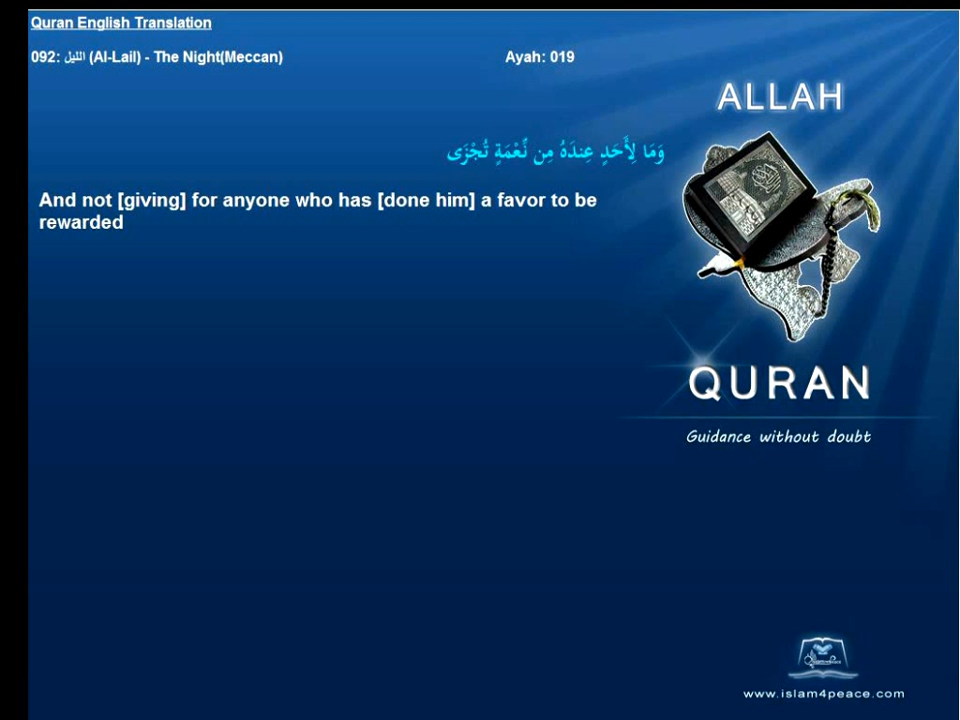 Quran English Translation
092: الليل (Al-Lail) - The Night(Meccan) Ayah: 019
ALLAH
وَمَا لِأَحَدٍ عِندَهُ مِن نِّعْمَةٍ تُجْزَى
And not [giving] for anyone who has [done him] a favor to be
rewarded
QURAN
Guidance without doubt
www.islam4peace.com